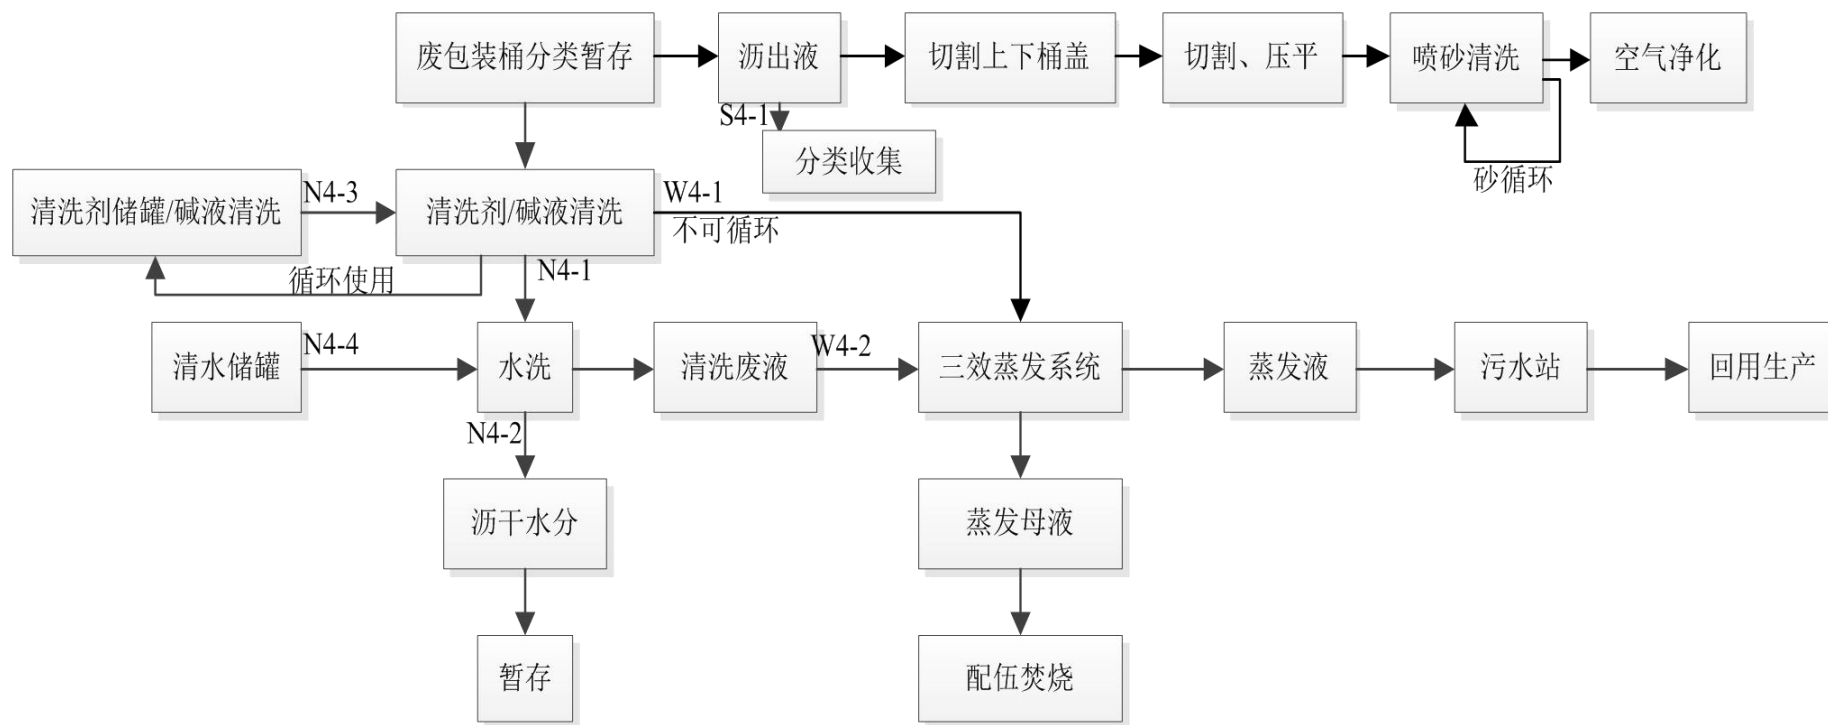 废包装桶分类暂存
沥出液
切割上下桶盖
切割、压平
喷砂清洗
空气净化
S4-1
分类收集
砂循环
清洗剂储罐/碱液清洗
N4-3
清洗剂/碱液清洗
W4-1
不可循环
循环使用
N4-1
清水储罐
N4-4
水洗
清洗废液
W4-2
三效蒸发系统
蒸发液
污水站
回用生产
N4-2
沥干水分
蒸发母液
暂存
配伍焚烧